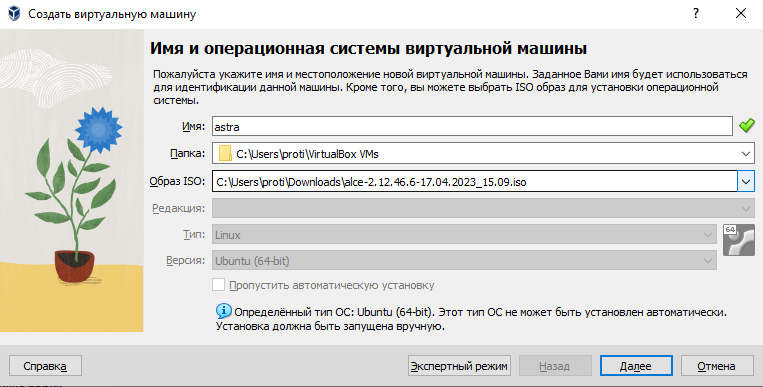 Создать виртуальную машину
? ✕
Имя и операционная системы виртуальной машины
Пожалуйста укажите имя и местоположение новой виртуальной машины. Заданное Вами имя будет использоваться
для идентификации данной машины. Кроме того, вы можете выбрать ISO образ для установки операционной
системы.
Имя: astra
Папка: C:\Users\proti\VirtualBox VMs
Образ ISO: C:\Users\proti\Downloads\alce-2.12.46.6-17.04.2023_15.09.iso
Редакция:
Тип: Linux
64
Версия: Ubuntu (64-bit)
Пропустить автоматическую установку
Определённый тип ОС: Ubuntu (64-bit). Этот тип ОС не может быть установлен автоматически.
Установка должна быть запущена вручную.
Справка Экспертный режим Назад Далее Отмена